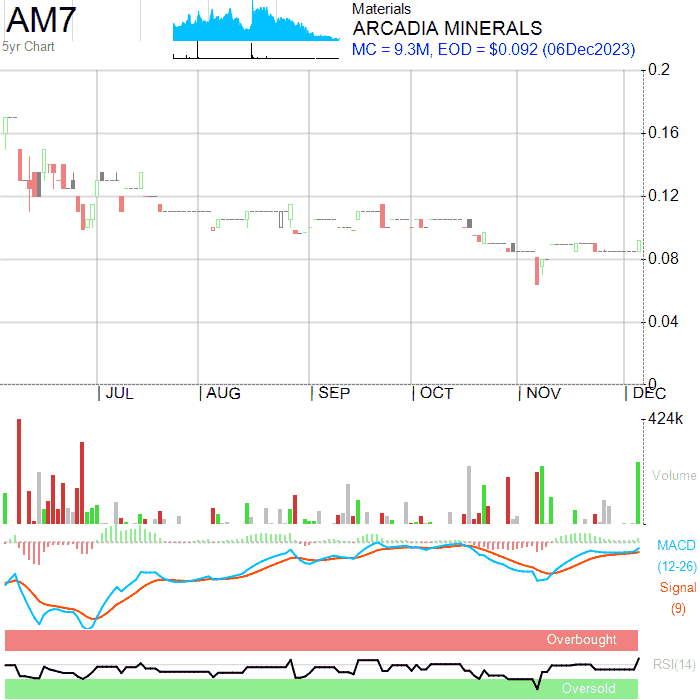 AM7
5yr Chart
Materials
ARCADIA MINERALS
MC = 9.3M, EOD = $0.092 (06Dec2023)
0.2
0.16
0.12
0.08
0.04
0
JUL
AUG
SEP
OCT
NOV
DEC
424k
Volume
MACD
(12-26)
Signal
(9)
Overbought
RSI(14)
Oversold